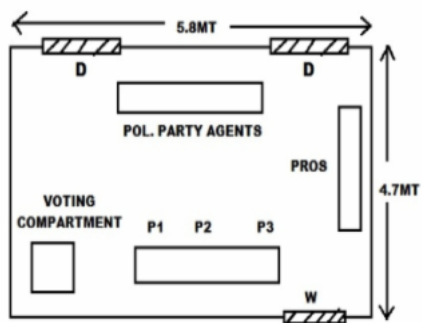 5.8MT
D
D
POL. PARTY AGENTS
PROS
4.7MT
VOTING
COMPARTMENT
P1
P2
P3
W